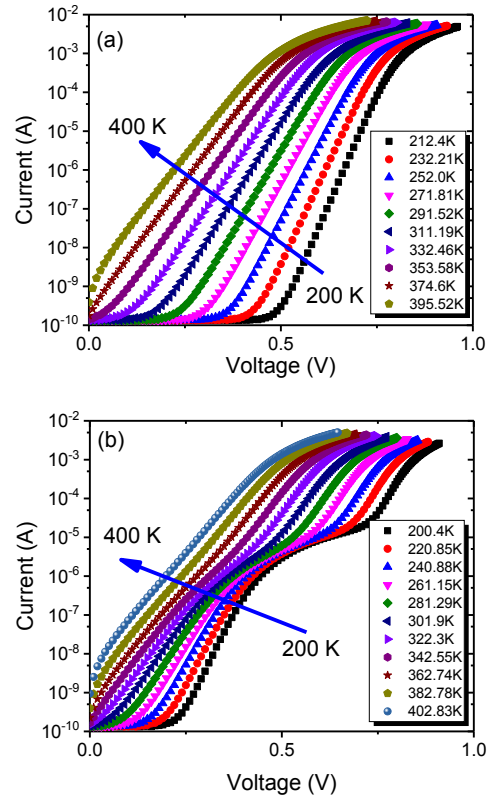 (a)
10⁻²
10⁻³
10⁻⁴
10⁻⁵
10⁻⁶
10⁻⁷
10⁻⁸
10⁻⁹
10⁻¹⁰
Current (A)
400 K
200 K
212.4K
232.21K
252.0K
271.81K
291.52K
311.19K
332.46K
353.58K
374.6K
395.52K
0.0 0.5 1.0
Voltage (V)
(b)
10⁻²
10⁻³
10⁻⁴
10⁻⁵
10⁻⁶
10⁻⁷
10⁻⁸
10⁻⁹
10⁻¹⁰
Current (A)
400 K
200 K
200.4K
220.85K
240.88K
261.15K
281.29K
301.9K
322.3K
342.55K
362.74K
382.78K
402.83K
0.0 0.5 1.0
Voltage (V)